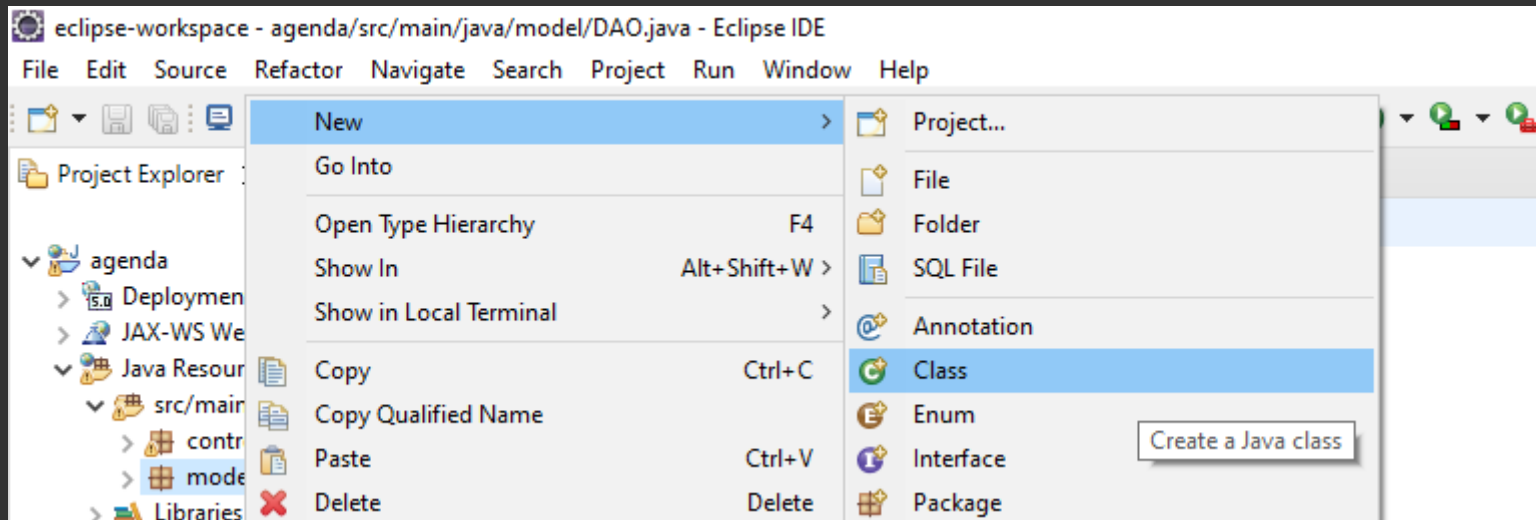 eclipse-workspace - agenda/src/main/java/model/DAO.java - Eclipse IDE
File Edit Source Refactor Navigate Search Project Run Window Help
Project Explorer
agenda
5.0 Deploymen
JAX-WS We
Java Resour
src/main
contr
mode
Libraries
New >
Go Into
Open Type Hierarchy F4
Show In Alt+Shift+W >
Show in Local Terminal >
Copy Ctrl+C
Copy Qualified Name
Paste Ctrl+V
Delete Delete
Project...
File
Folder
SQL File
Annotation
Class
Enum
Interface
Package
Create a Java class